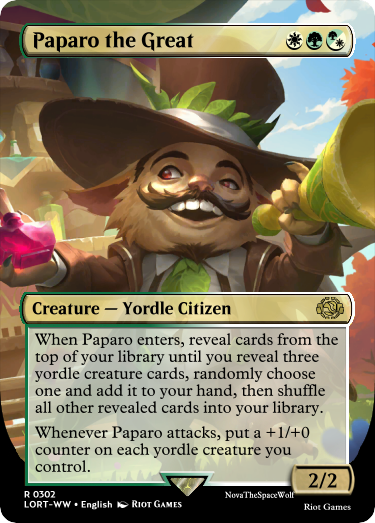 Paparo the Great
Creature — Yordle Citizen
When Paparo enters, reveal cards from the
top of your library until you reveal three
yordle creature cards, randomly choose
one and add it to your hand, then shuffle
all other revealed cards into your library.
Whenever Paparo attacks, put a +1/+0
counter on each yordle creature you
control.
2/2
R 0302
LORT-WW • English RIOT GAMES
NovaTheSpaceWolf
Riot Games